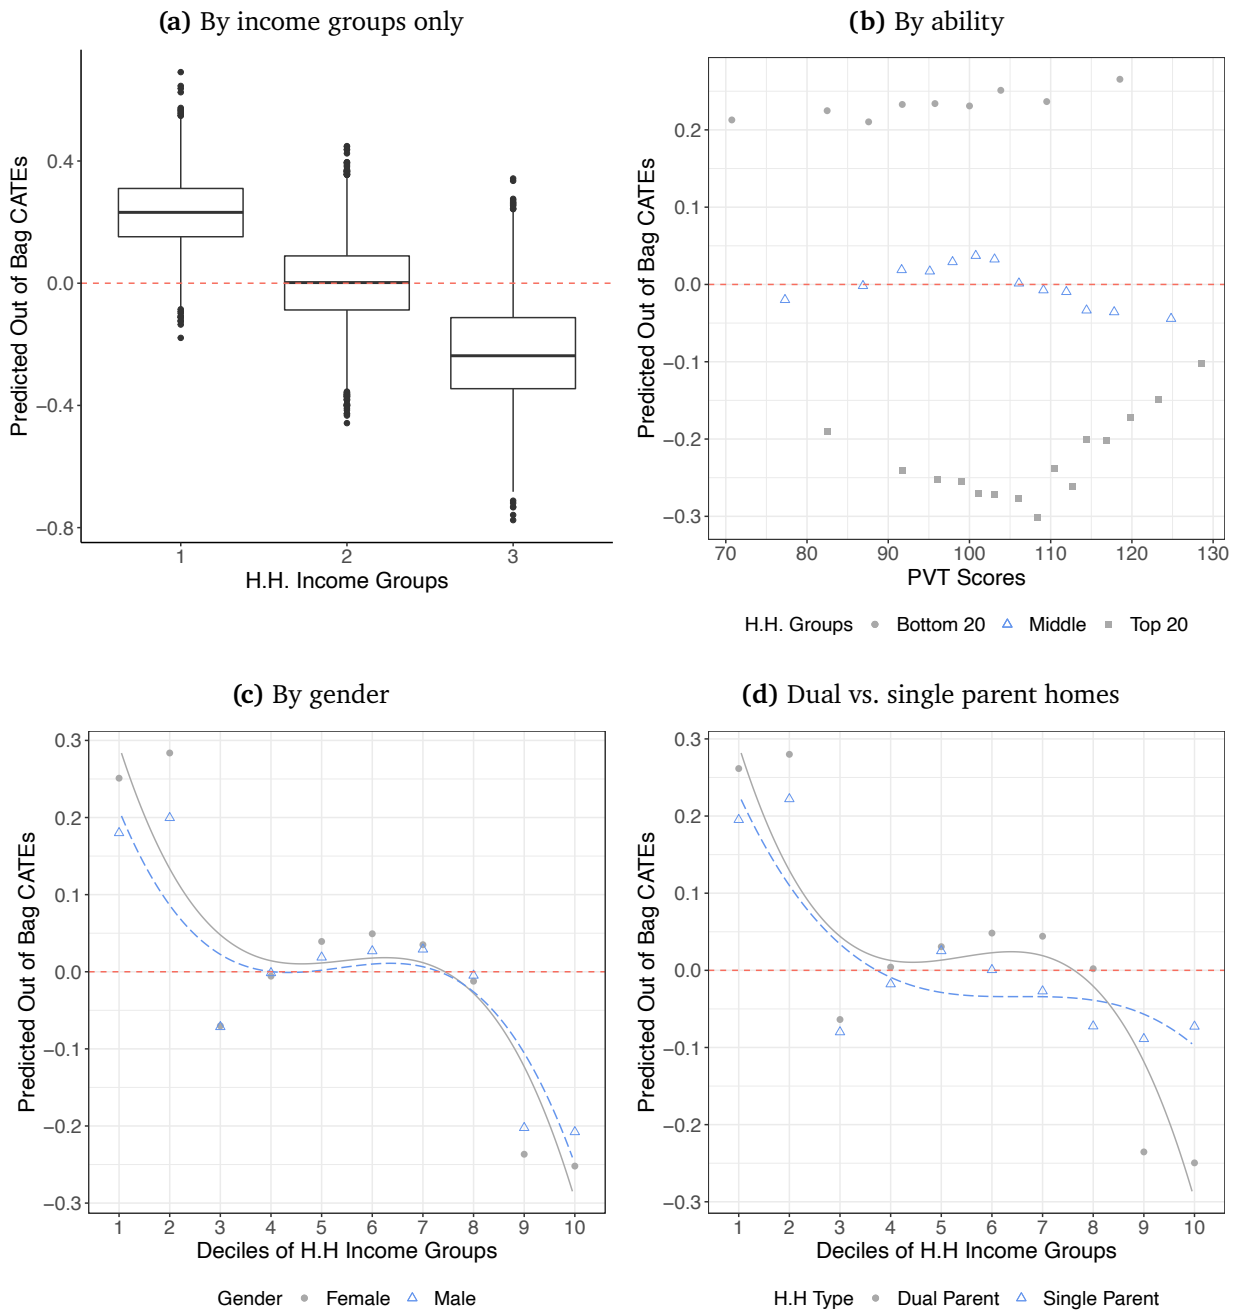 (a) By income groups only
Predicted Out of Bag CATEs
0.4
0.0
−0.4
−0.8
1 2 3
H.H. Income Groups
(b) By ability
Predicted Out of Bag CATEs
0.2
0.1
0.0
−0.1
−0.2
−0.3
70 80 90 100 110 120 130
PVT Scores
H.H. Groups Bottom 20 Middle Top 20
(c) By gender
Predicted Out of Bag CATEs
0.3
0.2
0.1
0.0
−0.1
−0.2
−0.3
1 2 3 4 5 6 7 8 9 10
Deciles of H.H Income Groups
Gender Female Male
(d) Dual vs. single parent homes
Predicted Out of Bag CATEs
0.3
0.2
0.1
0.0
−0.1
−0.2
−0.3
1 2 3 4 5 6 7 8 9 10
Deciles of H.H Income Groups
H.H Type Dual Parent Single Parent